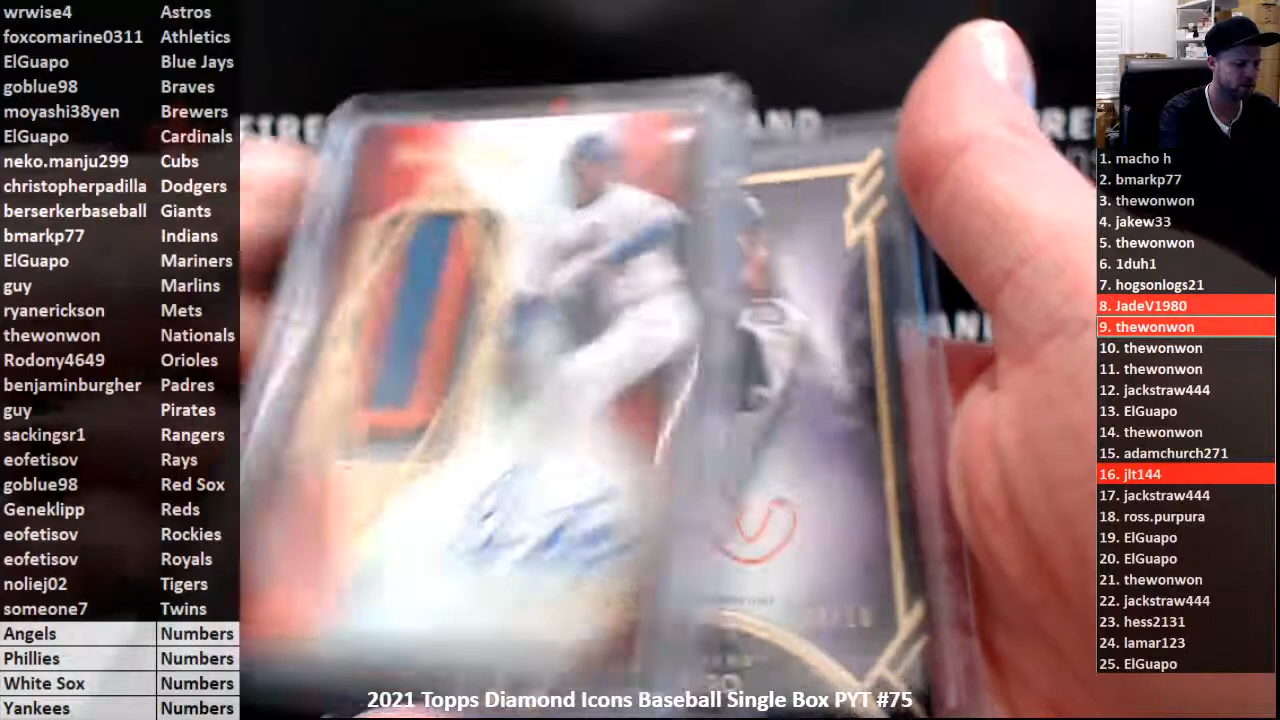 wrwise4 Astros
foxcomarine0311 Athletics
ElGuapo Blue Jays
goblue98 Braves
moyashi38yen Brewers
ElGuapo Cardinals
neko.manju299 Cubs
christopherpadilla Dodgers
berserkerbaseball Giants
bmarkp77 Indians
ElGuapo Mariners
guy Marlins
ryanerickson Mets
thewonwon Nationals
Rodony4649 Orioles
benjaminburgher Padres
guy Pirates
sackingsr1 Rangers
eofetisov Rays
goblue98 Red Sox
Geneklipp Reds
eofetisov Rockies
eofetisov Royals
noliej02 Tigers
someone7 Twins
Angels Numbers
Phillies Numbers
White Sox Numbers
Yankees Numbers
1. macho h
2. bmarkp77
3. thewonwon
4. jakew33
5. thewonwon
6. 1duh1
7. hogsonlogs21
8. JadeV1980
9. thewonwon
10. thewonwon
11. thewonwon
12. jackstraw444
13. ElGuapo
14. thewonwon
15. adamchurch271
16. jlt144
17. jackstraw444
18. ross.purpura
19. ElGuapo
20. ElGuapo
21. thewonwon
22. jackstraw444
23. hess2131
24. lamar123
25. ElGuapo
2021 Topps Diamond Icons Baseball Single Box PYT #75